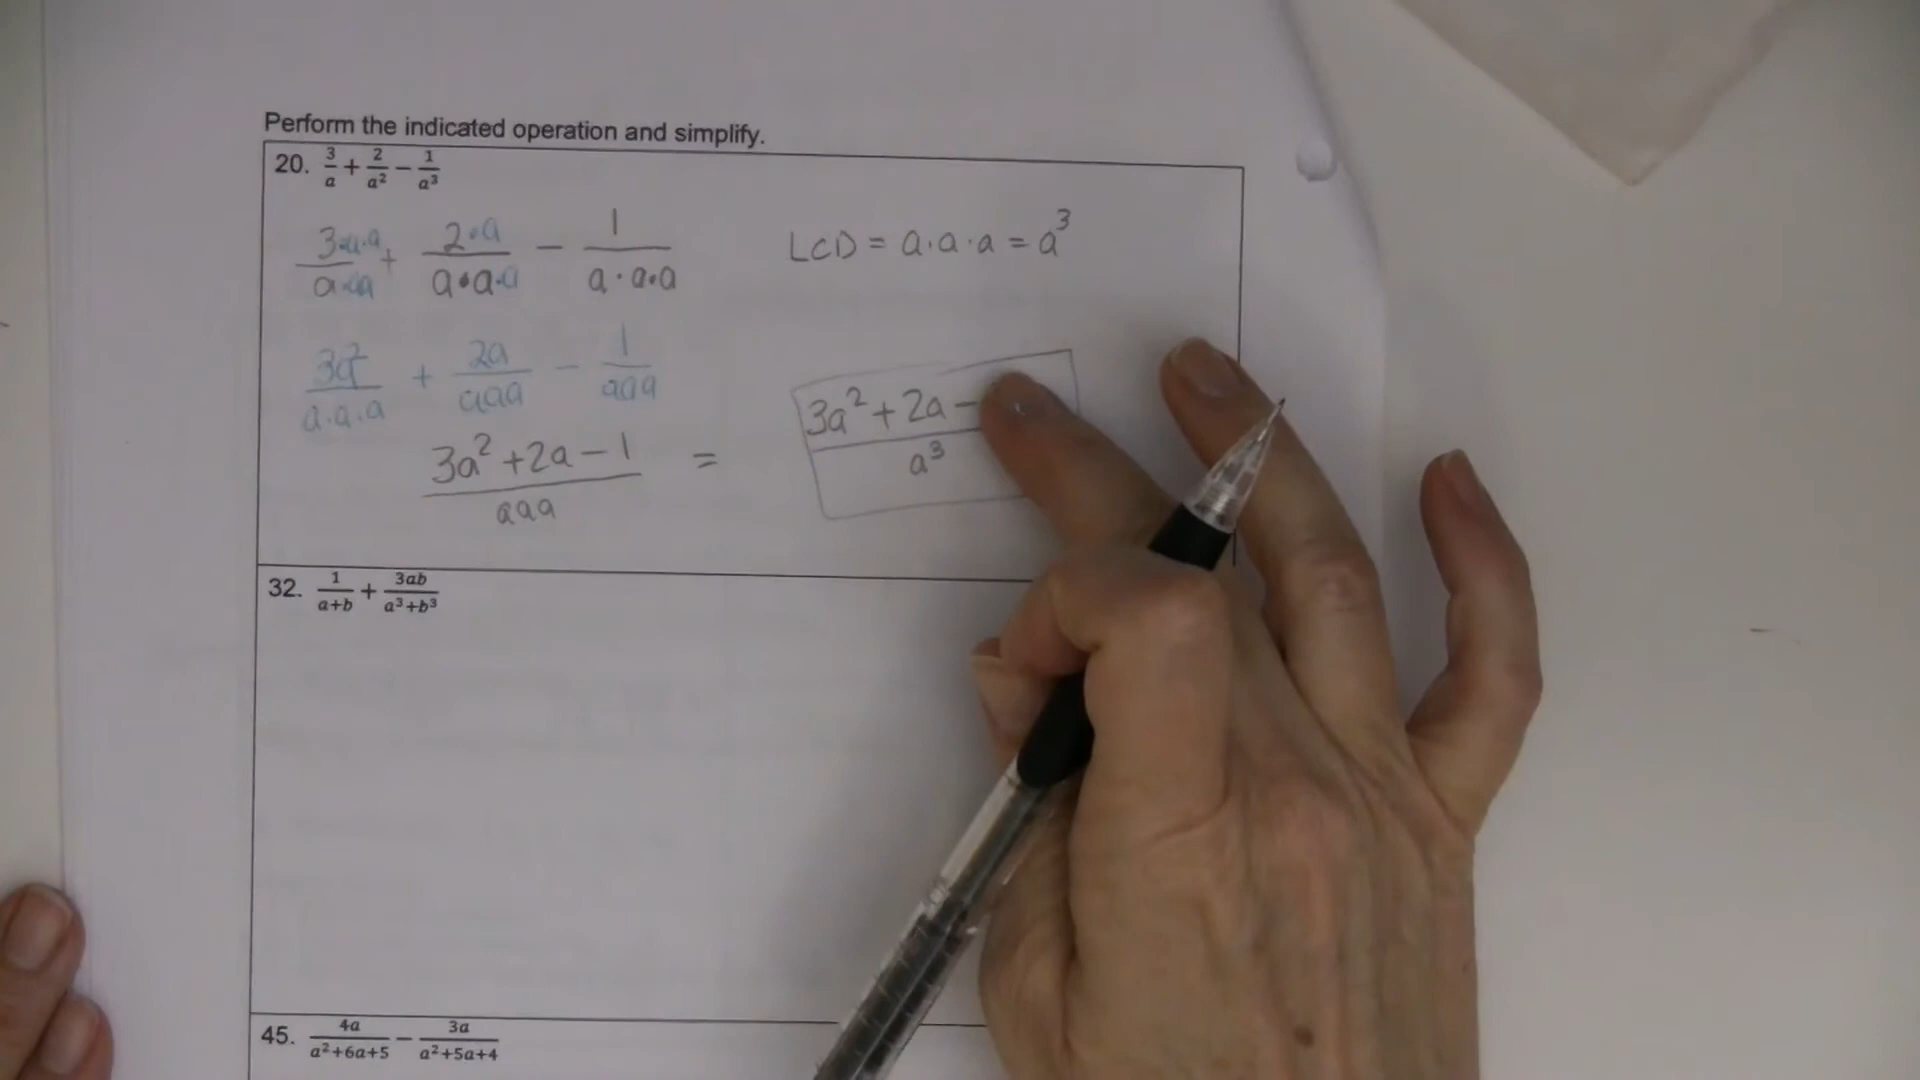 Perform the indicated operation and simplify.
20. 3/a + 2/a² − 1/a³
3·a·a/a·aa + 2·a/a·a·a − 1/a·a·a
LCD = a·a·a = a³
3a²/a·a·a + 2a/aaa − 1/aaa
3a²+2a−1/aaa = 3a²+2a−/a³
32. 1/a+b + 3ab/a³+b³
45. 4a/a²+6a+5 − 3a/a²+5a+4